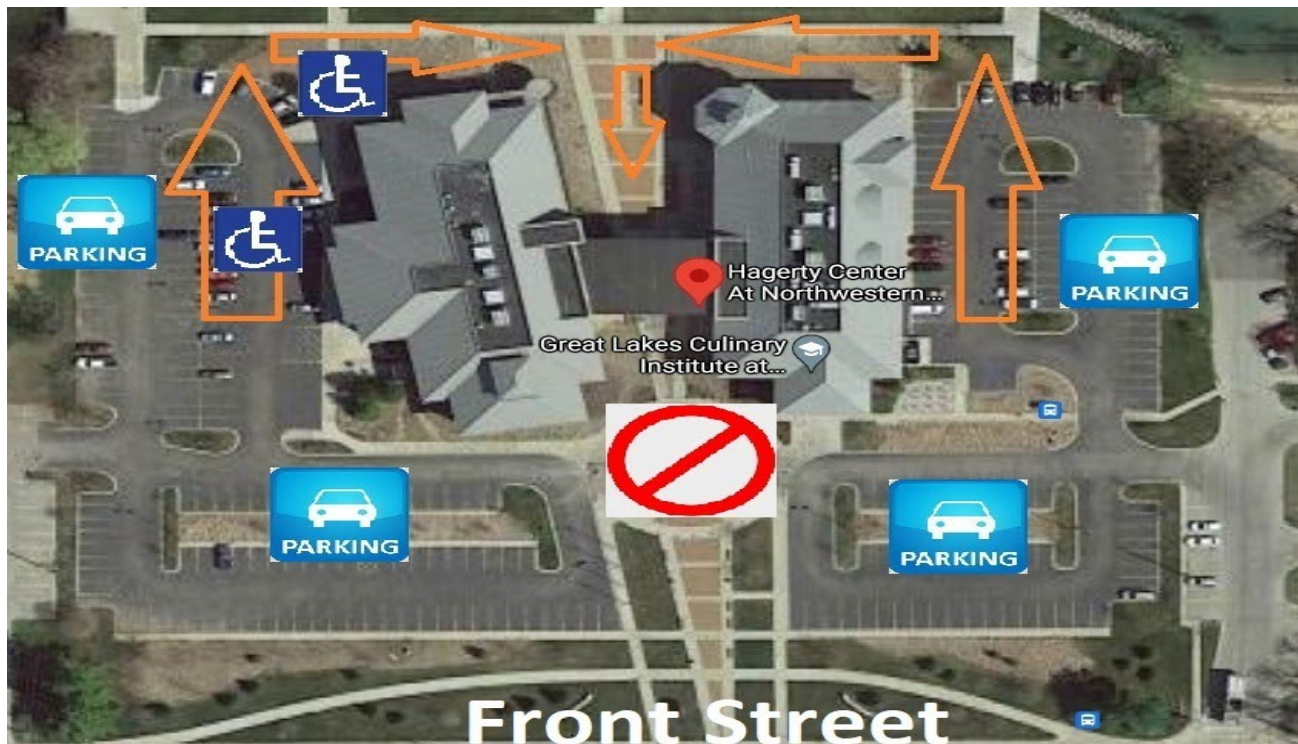 PARKING
PARKING
Hagerty Center
At Northwestern...
Great Lakes Culinary
Institute at...
PARKING
PARKING
Front Street